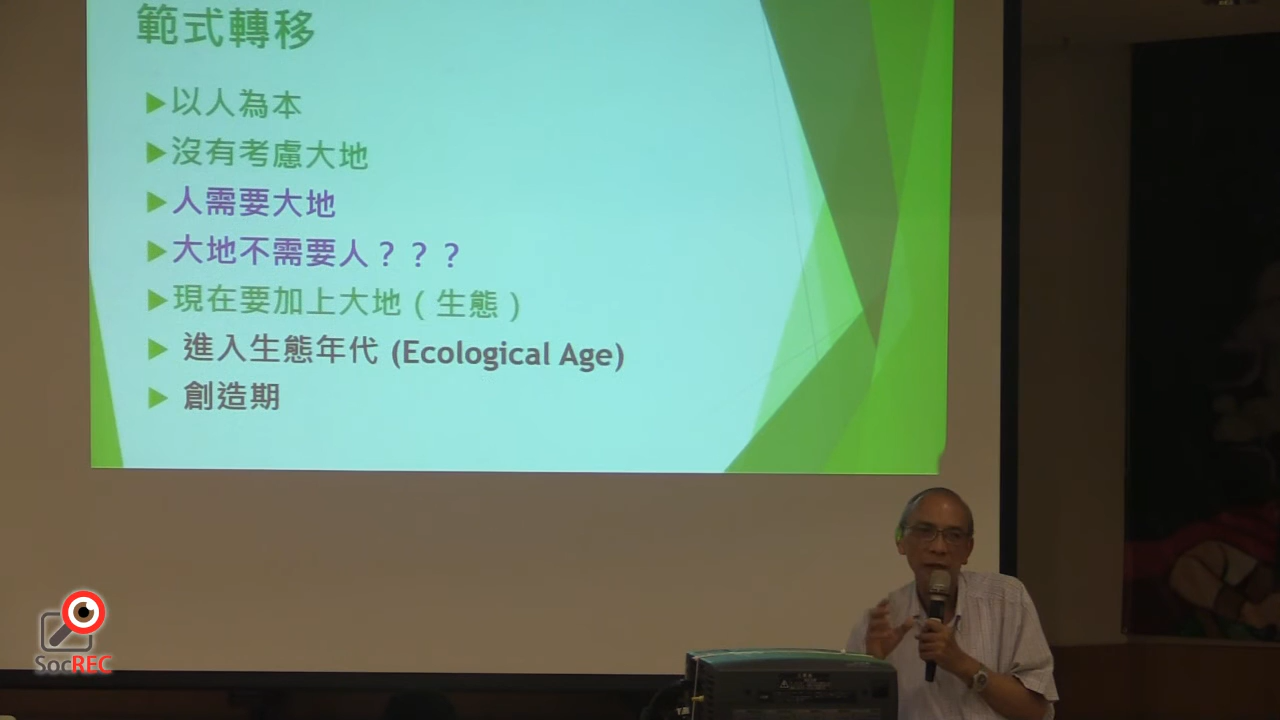 範式轉移
以人為本
沒有考慮大地
人需要大地
大地不需要人？？？
現在要加上大地（生態）
進入生態年代 (Ecological Age)
創造期
SocREC